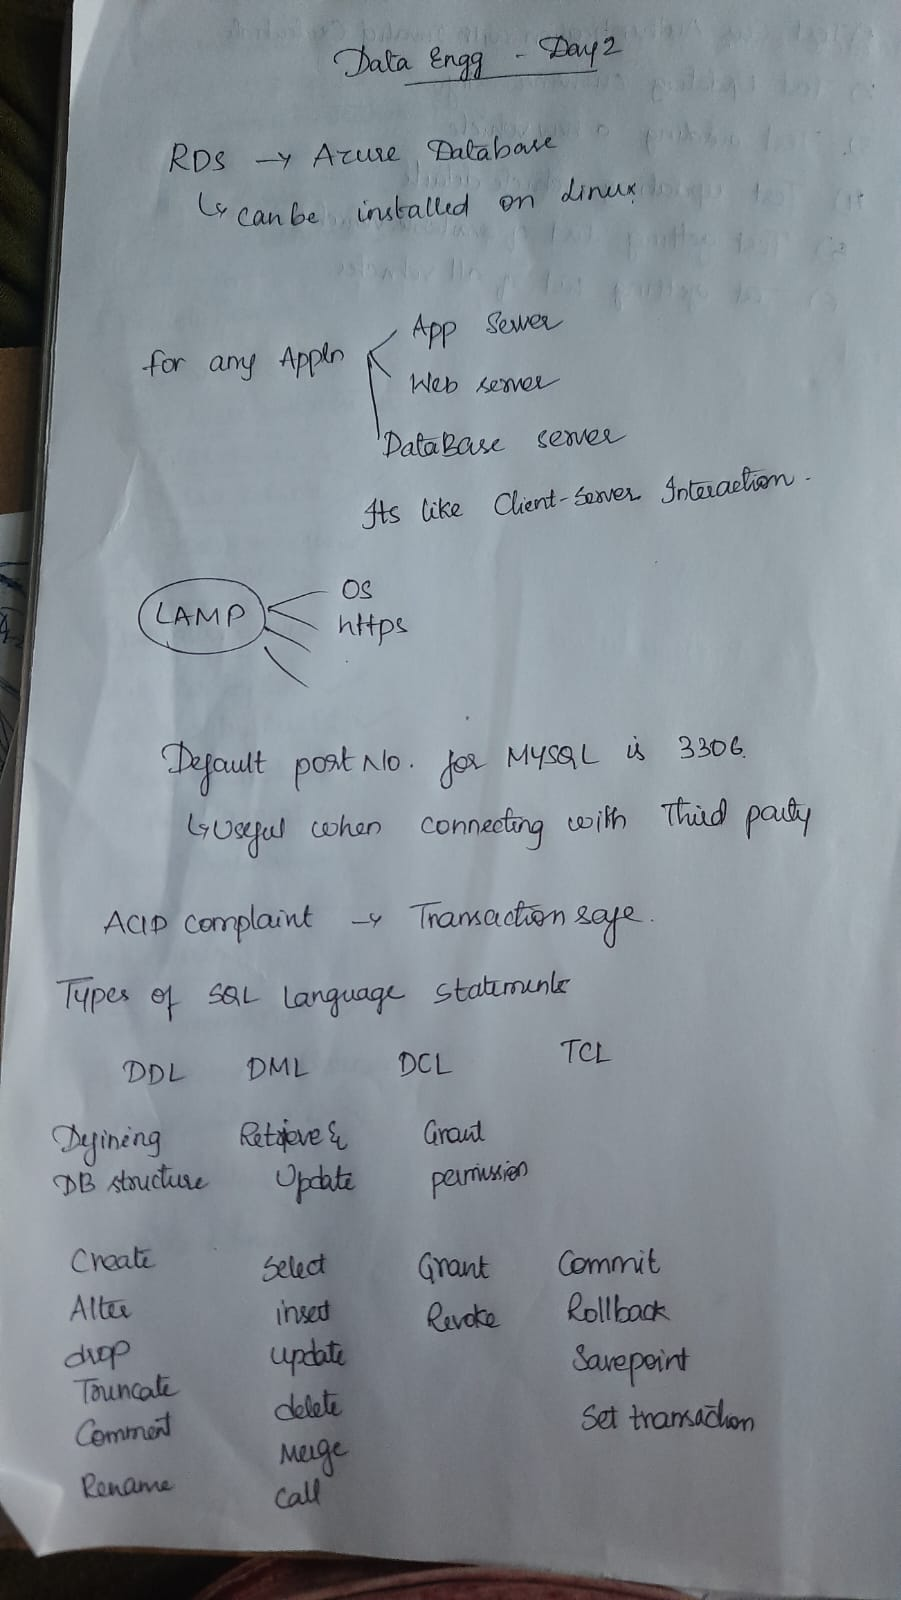 Data Engg - Day 2
RDS → Azure Database
↳ can be installed on Linux
for any Appln
App Server
Web server
DataBase server
Its like Client-Server Interaction.
LAMP
OS
https
Default port No. for MYSQL is 3306.
↳ Useful when connecting with Third party
ACID Complaint → Transaction safe.
Types of SQL Language statements
DDL DML DCL TCL
Defining Retrieve & Grant
DB structure Update permission
Create Select Grant Commit
Alter insert Revoke Rollback
drop update Savepoint
Truncate delete Set transaction
Comment Merge
Rename Call